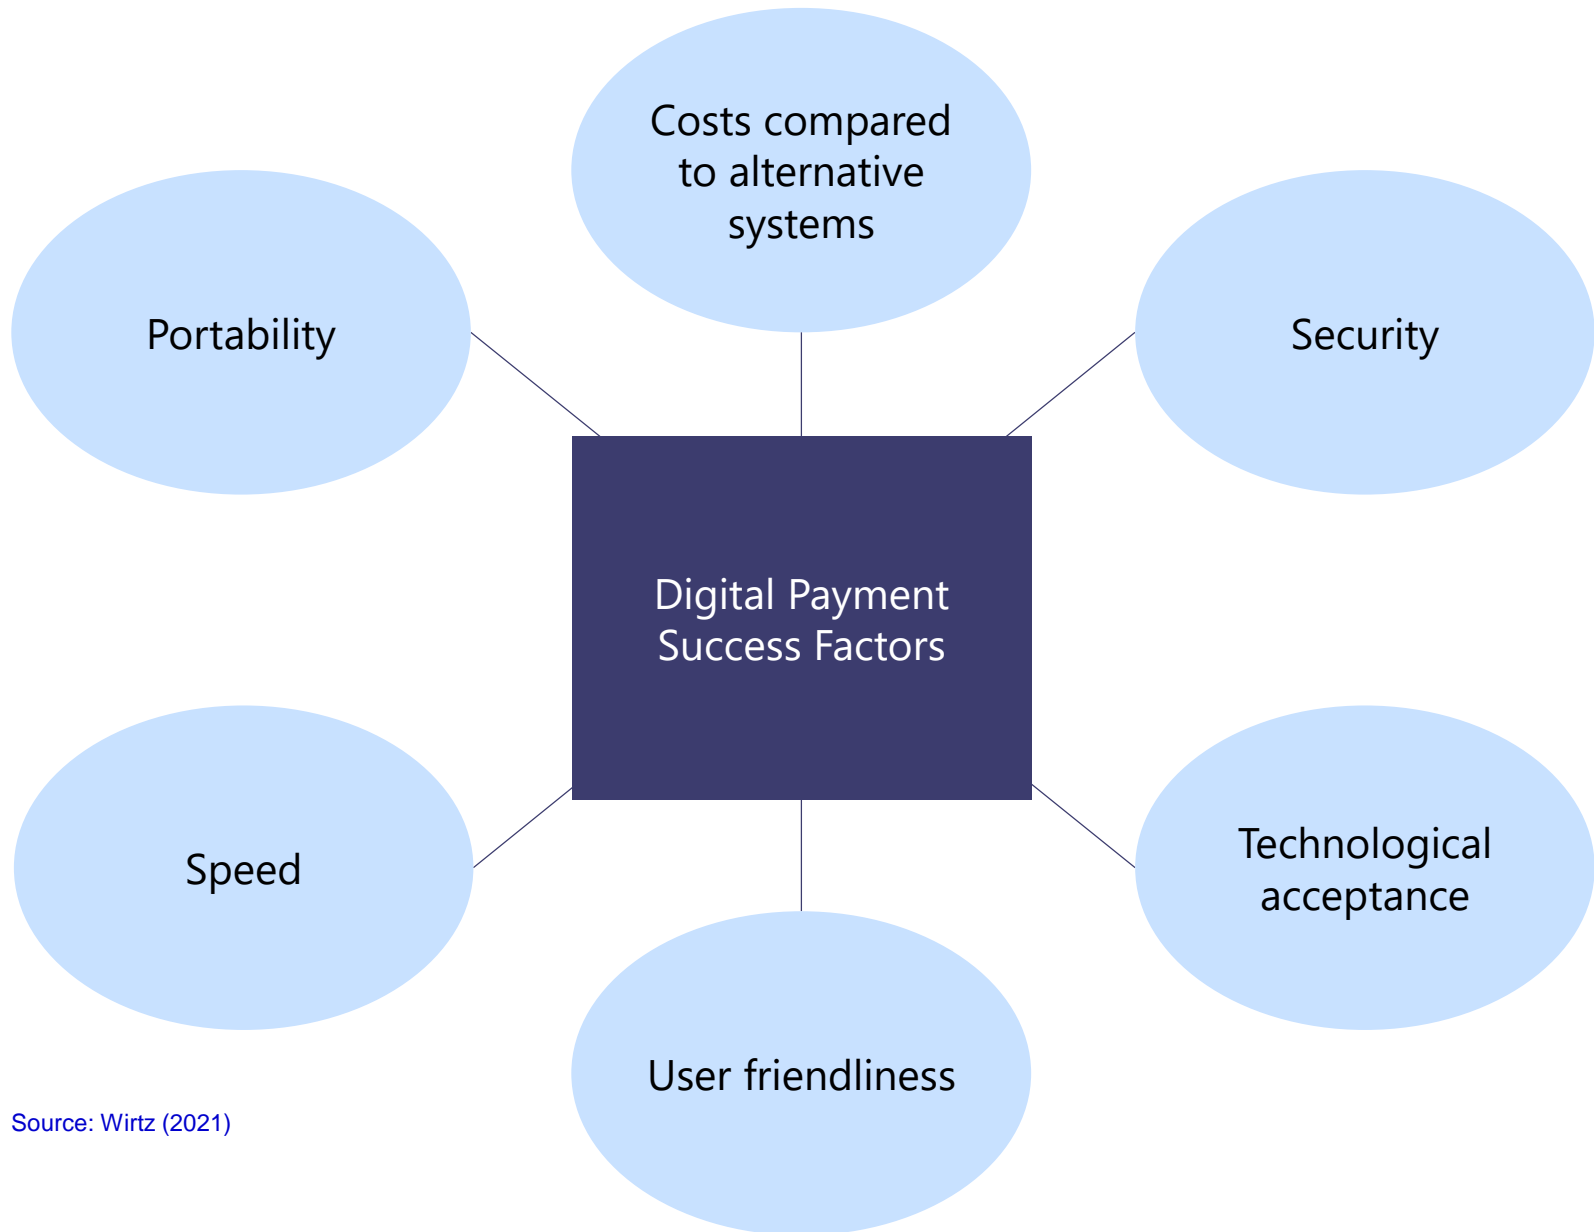 Costs compared
to alternative
systems
Portability
Security
Digital Payment
Success Factors
Speed
Technological
acceptance
User friendliness
Source: Wirtz (2021)